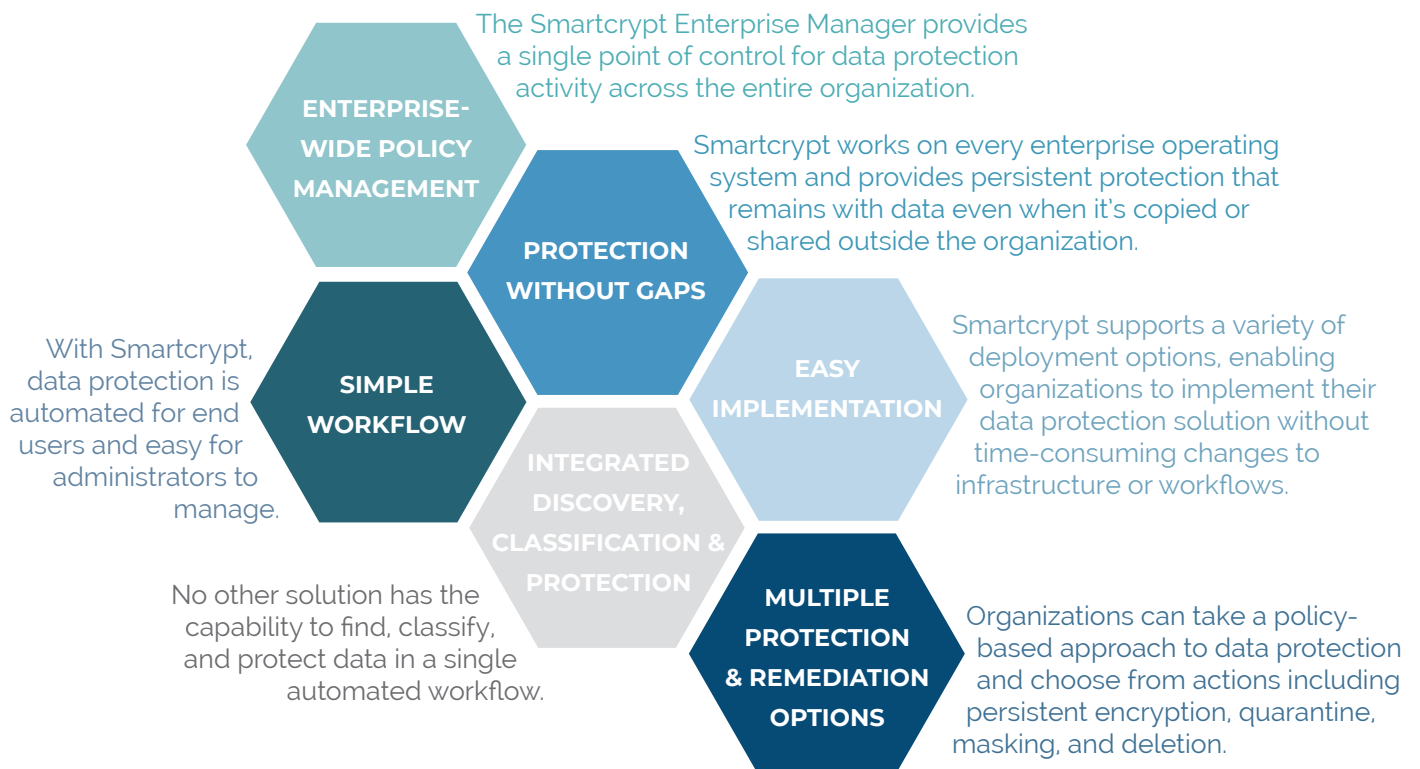 The Smartcrypt Enterprise Manager provides
a single point of control for data protection
activity across the entire organization.
ENTERPRISE-
WIDE POLICY
MANAGEMENT
Smartcrypt works on every enterprise operating
system and provides persistent protection that
remains with data even when it’s copied or
shared outside the organization.
PROTECTION
WITHOUT GAPS
With Smartcrypt,
data protection is
automated for end
users and easy for
administrators to
manage.
SIMPLE
WORKFLOW
EASY
IMPLEMENTATION
Smartcrypt supports a variety of
deployment options, enabling
organizations to implement their
data protection solution without
time-consuming changes to
infrastructure or workflows.
INTEGRATED
DISCOVERY,
CLASSIFICATION &
PROTECTION
No other solution has the
capability to find, classify,
and protect data in a single
automated workflow.
MULTIPLE
PROTECTION
& REMEDIATION
OPTIONS
Organizations can take a policy-
based approach to data protection
and choose from actions including
persistent encryption, quarantine,
masking, and deletion.